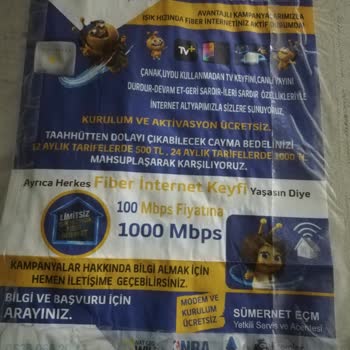 AVANTAJLI KAMPANYALARIMIZLA
IŞIK HIZINDA FİBER İNTERNETİNİZ AKTİF DURUMDA!
TV+
ÇANAK,UYDU KULLANMADAN TV KEYFİNİ,CANLI YAYINI
DURDUR-DEVAM ET-GERİ SARDIR-İLERİ SARDIR ÖZELLİKLERİYLE
İNTERNET ALTYAPIMIZLA SİZLERE SUNUYORUZ.
KURULUM VE AKTİVASYON ÜCRETSİZ.
TAAHHÜTTEN DOLAYI ÇIKABİLECEK CAYMA BEDELİNİZİ
12 AYLIK TARİFELERDE 500 TL, 24 AYLIK TARİFELERDE 1000 TL
MAHSUPLAŞARAK KARŞILIYORUZ.
Ayrıca Herkes Fiber İnternet Keyfi Yaşasın Diye
LİMİTSİZ
100 Mbps Fiyatına
1000 Mbps
KAMPANYALAR HAKKINDA BİLGİ ALMAK İÇİN
HEMEN İLETİŞİME GEÇEBİLİRSİNİZ.
BİLGİ VE BAŞVURU İÇİN
ARAYINIZ.
MODEM VE
KURULUM
ÜCRETSİZ
SÜMERNET EÇM
Yetkili Servis ve Acentesi
NBA